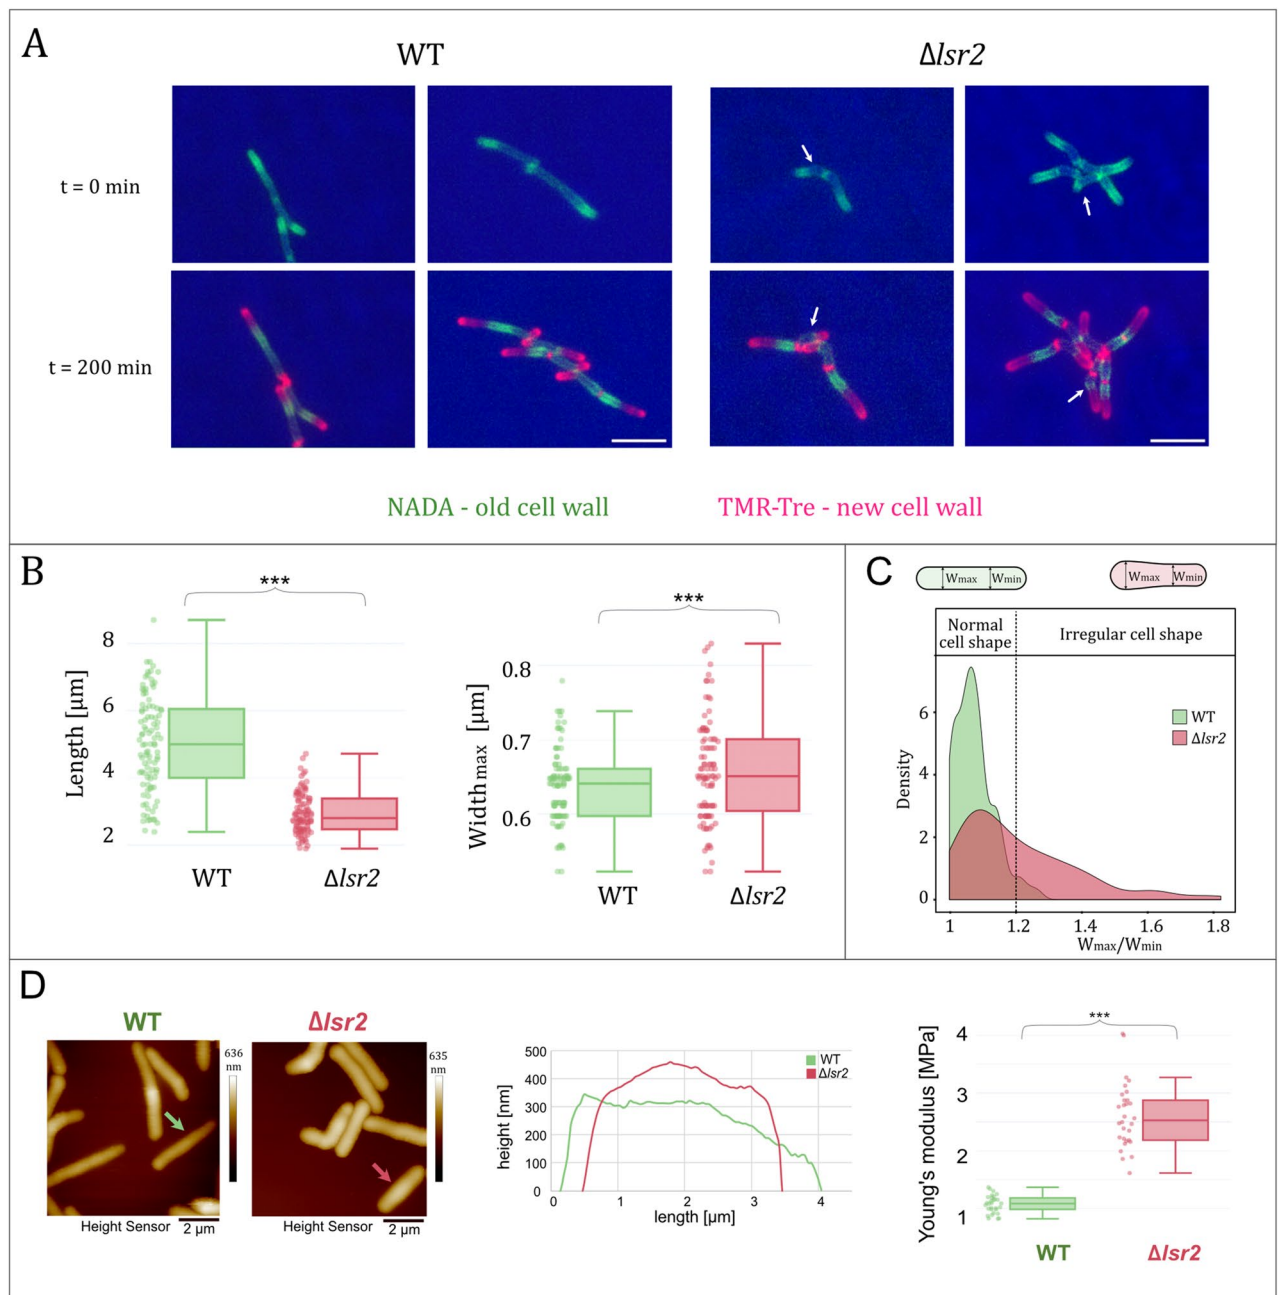 A
WT
Δlsr2
t = 0 min
t = 200 min
NADA - old cell wall
TMR-Tre - new cell wall
B
***
Length [μm]
8
6
4
2
WT
Δlsr2
***
Width max [μm]
0.8
0.7
0.6
WT
Δlsr2
C
Wmax
Wmin
Wmax
Wmin
Normal
cell shape
Irregular cell shape
WT
Δlsr2
Density
6
4
2
0
1
1.2
1.4
1.6
1.8
Wmax/Wmin
D
WT
Δlsr2
636
nm
635
nm
Height Sensor
2 μm
Height Sensor
2 μm
height [nm]
500
400
300
200
100
0
1
2
3
4
length [μm]
WT
Δlsr2
***
Young's modulus [MPa]
4
3
2
1
WT
Δlsr2